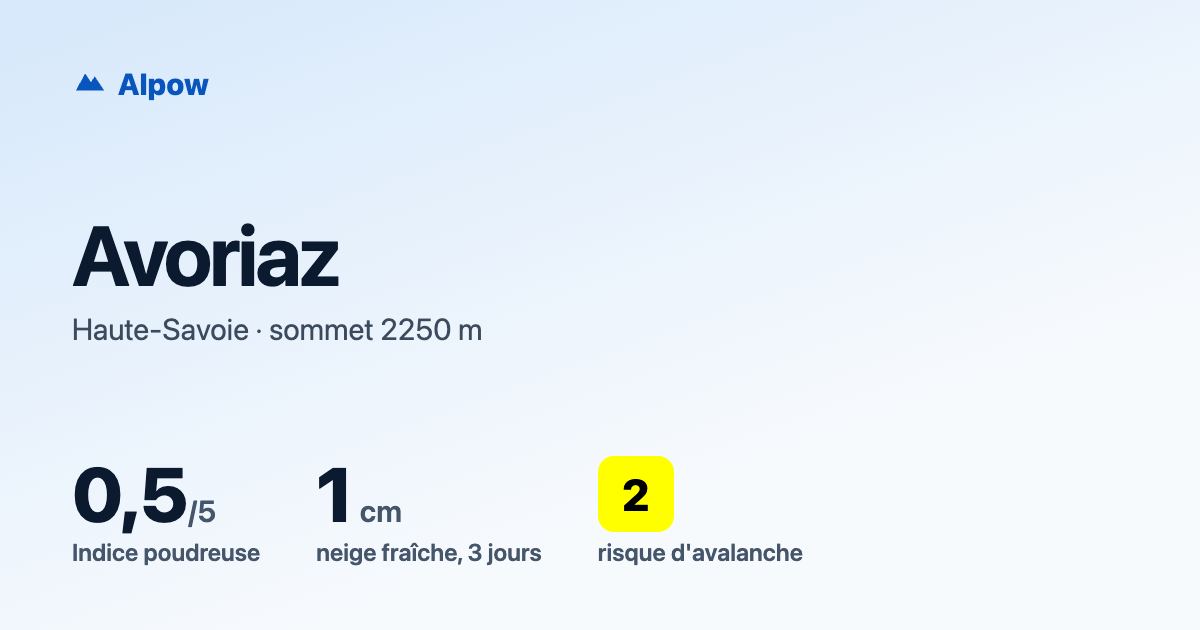 Alpow
Avoriaz
Haute-Savoie · sommet 2250 m
0,5/5
Indice poudreuse
1 cm
neige fraîche, 3 jours
2
risque d'avalanche